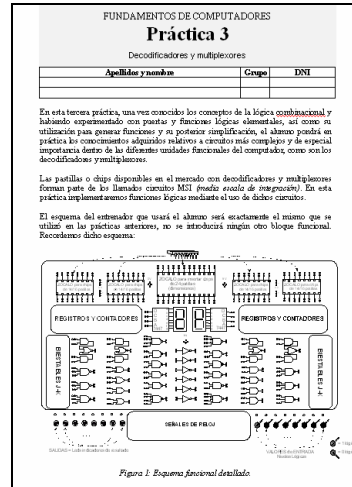 FUNDAMENTOS DE COMPUTADORES
Práctica 3
Decodificadores y multiplexores
Apellidos y nombre Grupo DNI
En esta tercera práctica, una vez conocidos los conceptos de la lógica combinacional y
habiendo experimentado con puertas y funciones lógicas elementales, así como su
utilización para generar funciones y su posterior simplificación, el alumno pondrá en
práctica los conocimientos adquiridos relativos a circuitos más complejos y de especial
importancia dentro de las diferentes unidades funcionales del computador, como son los
decodificadores y multiplexores.
Las pastillas o chips disponibles en el mercado con decodificadores y multiplexores
forman parte de los llamados circuitos MSI (media escala de integración). En esta
práctica implementaremos funciones lógicas mediante el uso de dichos circuitos.
El esquema del entrenador que usará el alumno será exactamente el mismo que se
utilizó en las prácticas anteriores, no se introducirá ningún otro bloque funcional.
Recordemos dicho esquema:
REGISTROS Y CONTADORES
REGISTROS Y CONTADORES
BIESTABLES J-K
BIESTABLES J-K
SEÑALES DE RELOJ
Figura 1: Esquema funcional detallado.